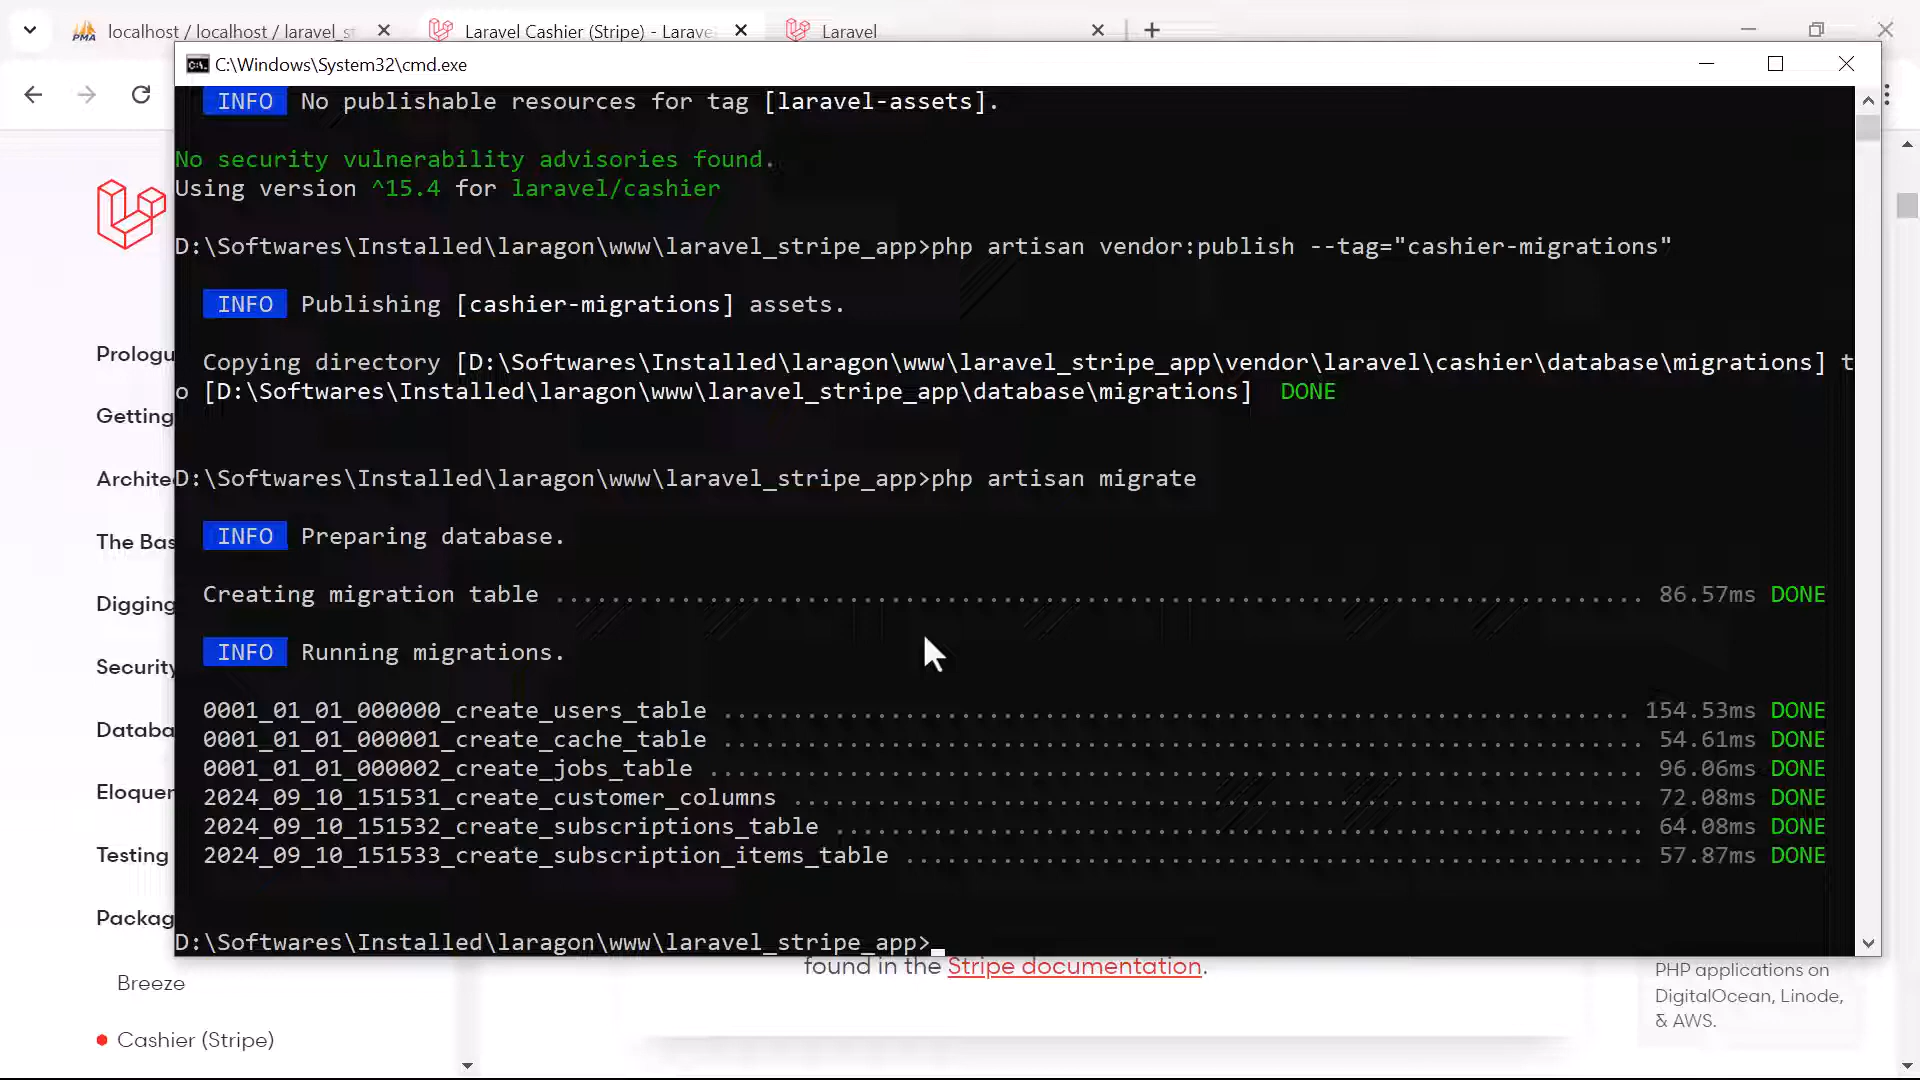 localhost / localhost / laravel_st
Laravel Cashier (Stripe) - Larave
Laravel
C:\Windows\System32\cmd.exe
INFO No publishable resources for tag [laravel-assets].
No security vulnerability advisories found.
Using version ^15.4 for laravel/cashier
D:\Softwares\Installed\laragon\www\laravel_stripe_app>php artisan vendor:publish --tag="cashier-migrations"
INFO Publishing [cashier-migrations] assets.
Copying directory [D:\Softwares\Installed\laragon\www\laravel_stripe_app\vendor\laravel\cashier\database\migrations] t
o [D:\Softwares\Installed\laragon\www\laravel_stripe_app\database\migrations] DONE
D:\Softwares\Installed\laragon\www\laravel_stripe_app>php artisan migrate
INFO Preparing database.
Creating migration table ........ 86.57ms DONE
INFO Running migrations.
0001_01_01_000000_create_users_table ........ 154.53ms DONE
0001_01_01_000001_create_cache_table ........ 54.61ms DONE
0001_01_01_000002_create_jobs_table ........ 96.06ms DONE
2024_09_10_151531_create_customer_columns ........ 72.08ms DONE
2024_09_10_151532_create_subscriptions_table ........ 64.08ms DONE
2024_09_10_151533_create_subscription_items_table ........ 57.87ms DONE
D:\Softwares\Installed\laragon\www\laravel_stripe_app>
Prologu
Getting
Archite
The Bas
Digging
Security
Databa
Eloquer
Testing
Packag
Breeze
Cashier (Stripe)
found in the Stripe documentation.
PHP applications on
DigitalOcean, Linode,
& AWS.